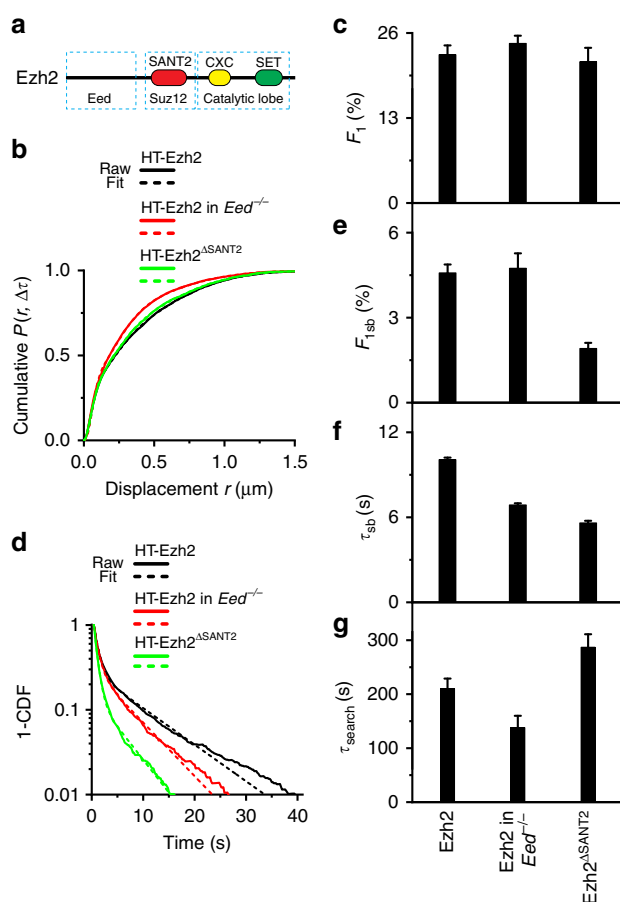 a
SANT2 CXC SET
Ezh2
Eed Suz12 Catalytic lobe
b
HT-Ezh2
Raw
Fit
HT-Ezh2 in Eed⁻/⁻
HT-Ezh2ΔSANT2
1.0
0.5
0.0
Cumulative P(r, Δτ)
0.0 0.5 1.0 1.5
Displacement r (μm)
d
HT-Ezh2
Raw
Fit
HT-Ezh2 in Eed⁻/⁻
HT-Ezh2ΔSANT2
1
0.1
0.01
1-CDF
0 10 20 30 40
Time (s)
c
26
13
0
F1 (%)
e
6
3
0
F1sb (%)
f
12
6
0
τsb (s)
g
300
200
100
0
τsearch (s)
Ezh2
Ezh2 in
Eed⁻/⁻
Ezh2ΔSANT2